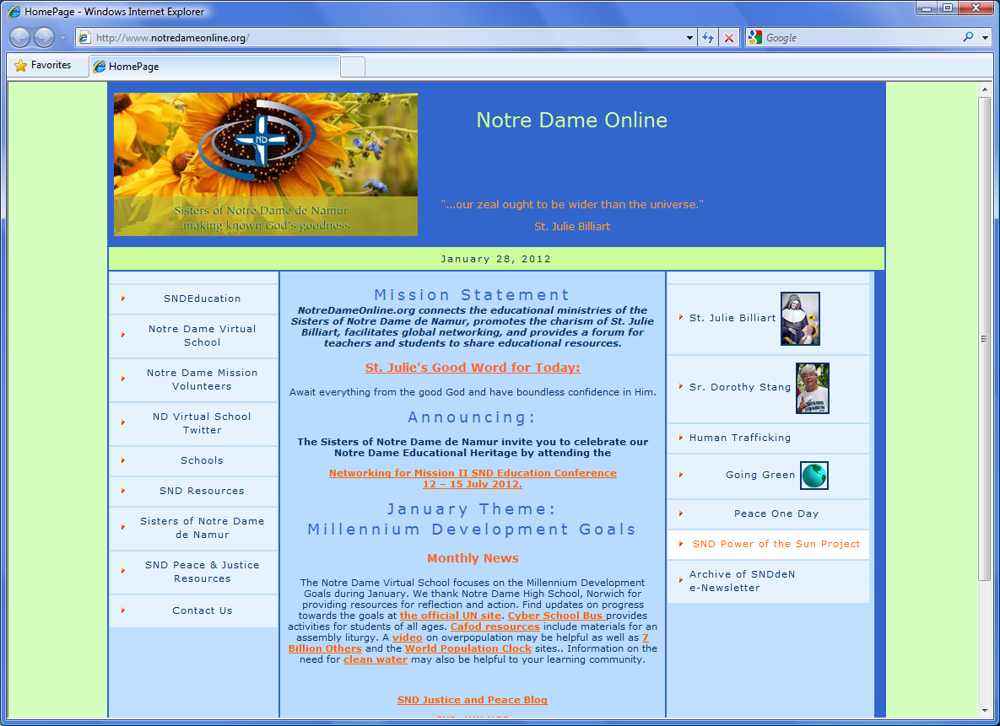 HomePage - Windows Internet Explorer
http://www.notredameonline.org/
Google
Favorites
HomePage
ND
Sisters of Notre Dame de Namur
...making known God's goodness
Notre Dame Online
"...our zeal ought to be wider than the universe."
St. Julie Billiart
January 28, 2012
SNDEducation
Notre Dame Virtual
School
Notre Dame Mission
Volunteers
ND Virtual School
Twitter
Schools
SND Resources
Sisters of Notre Dame
de Namur
SND Peace & Justice
Resources
Contact Us
Mission Statement
NotreDameOnline.org connects the educational ministries of the
Sisters of Notre Dame de Namur, promotes the charism of St. Julie
Billiart, facilitates global networking, and provides a forum for
teachers and students to share educational resources.
St. Julie's Good Word for Today:
Await everything from the good God and have boundless confidence in Him.
Announcing:
The Sisters of Notre Dame de Namur invite you to celebrate our
Notre Dame Educational Heritage by attending the
Networking for Mission II SND Education Conference
12 – 15 July 2012.
January Theme:
Millennium Development Goals
Monthly News
The Notre Dame Virtual School focuses on the Millennium Development
Goals during January. We thank Notre Dame High School, Norwich for
providing resources for reflection and action. Find updates on progress
towards the goals at the official UN site. Cyber School Bus provides
activities for students of all ages. Cafod resources include materials for an
assembly liturgy. A video on overpopulation may be helpful as well as 7
Billion Others and the World Population Clock sites.. Information on the
need for clean water may also be helpful to your learning community.
SND Justice and Peace Blog
St. Julie Billiart
Sr. Dorothy Stang
Human Trafficking
Going Green
Peace One Day
SND Power of the Sun Project
Archive of SNDdeN
e-Newsletter